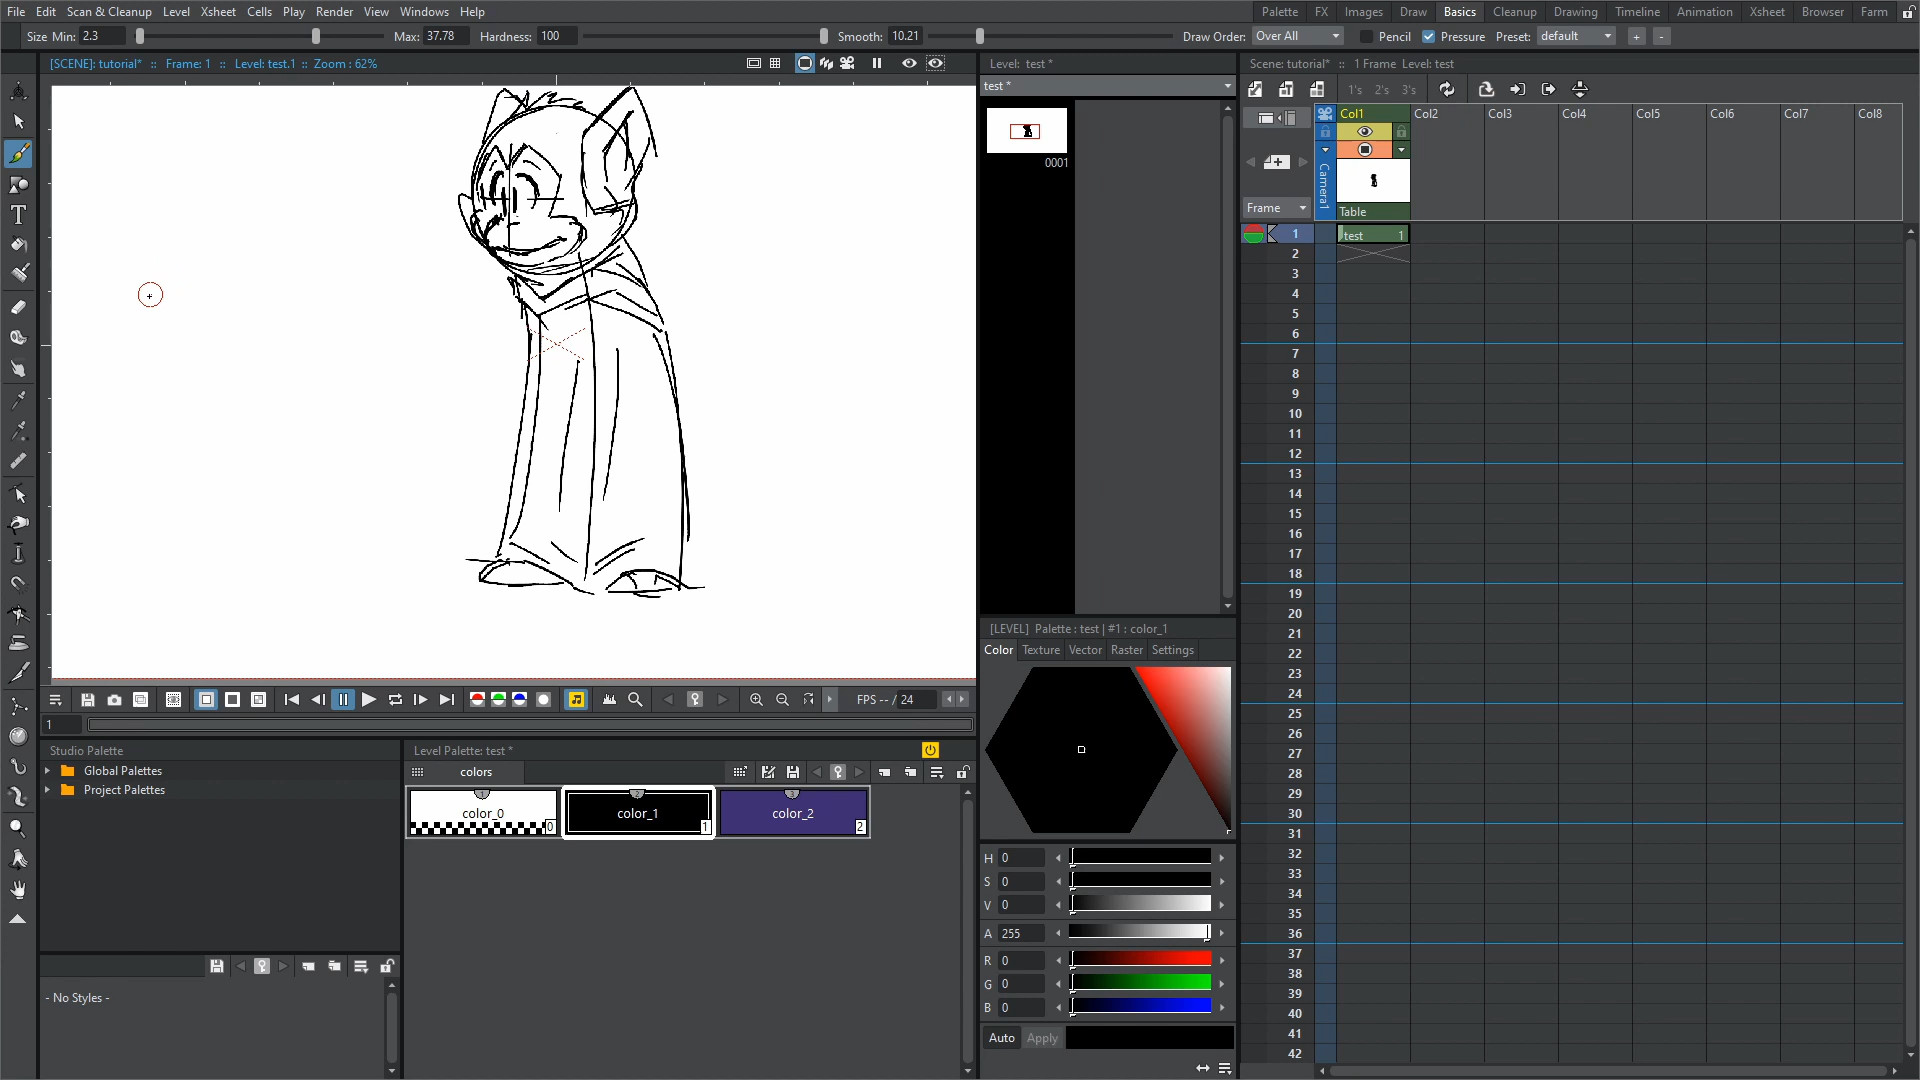 File Edit Scan & Cleanup Level Xsheet Cells Play Render View Windows Help
Palette FX Images Draw Basics Cleanup Drawing Timeline Animation Xsheet Browser Farm
Size Min: 2.3 Max: 37.78 Hardness: 100 Smooth: 10.21 Draw Order: Over All Pencil Pressure Preset: default + -
[SCENE]: tutorial* :: Frame: 1 :: Level: test.1 :: Zoom : 62%
Level: test *
test *
0001
Scene: tutorial* :: 1 Frame Level: test
1's 2's 3's
Col1 Col2 Col3 Col4 Col5 Col6 Col7 Col8
Camera1
Frame
Table
1 test 1
2
3
4
5
6
7
8
9
10
11
12
13
14
15
16
17
18
19
20
21
22
23
24
25
26
27
28
29
30
31
32
33
34
35
36
37
38
39
40
41
42
[LEVEL] Palette : test | #1 : color_1
Color Texture Vector Raster Settings
H 0
S 0
V 0
A 255
R 0
G 0
B 0
Auto Apply
FPS -- / 24
1
Studio Palette
Global Palettes
Project Palettes
- No Styles -
Level Palette: test *
colors
1 2 3
color_0 color_1 color_2
0 1 2